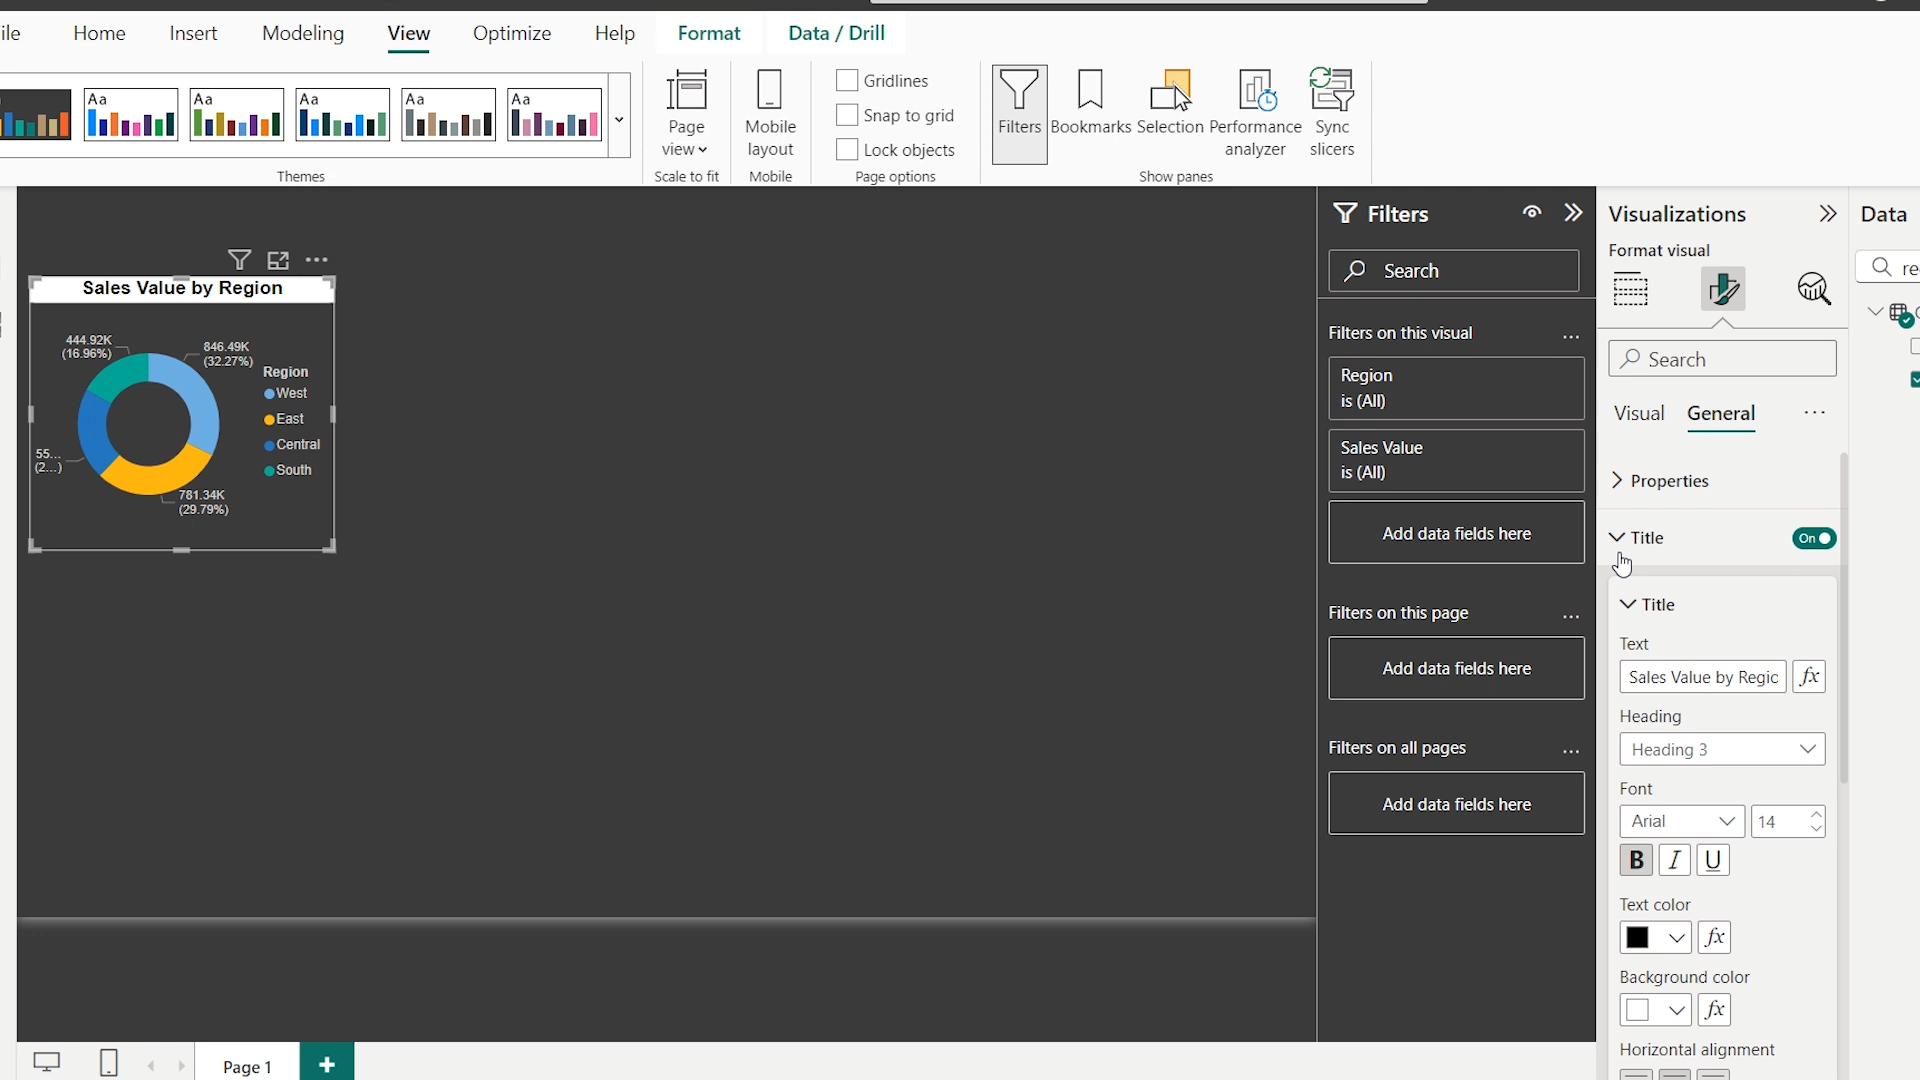 ile Home Insert Modeling View Optimize Help Format Data / Drill
Aa Aa Aa Aa Aa
Themes
Page view
Scale to fit
Mobile layout
Mobile
Gridlines
Snap to grid
Lock objects
Page options
Filters
Bookmarks
Selection
Performance analyzer
Sync slicers
Show panes
Sales Value by Region
444.92K
(16.96%)
846.49K
(32.27%)
55...
(2...)
781.34K
(29.79%)
Region
West
East
Central
South
Filters
Search
Filters on this visual ...
Region
is (All)
Sales Value
is (All)
Add data fields here
Filters on this page ...
Add data fields here
Filters on all pages ...
Add data fields here
Visualizations
Format visual
Search
Visual General ...
Properties
Title On
Title
Text
Sales Value by Regic fx
Heading
Heading 3
Font
Arial 14
B I U
Text color
fx
Background color
fx
Horizontal alignment
Data
re
Page 1 +